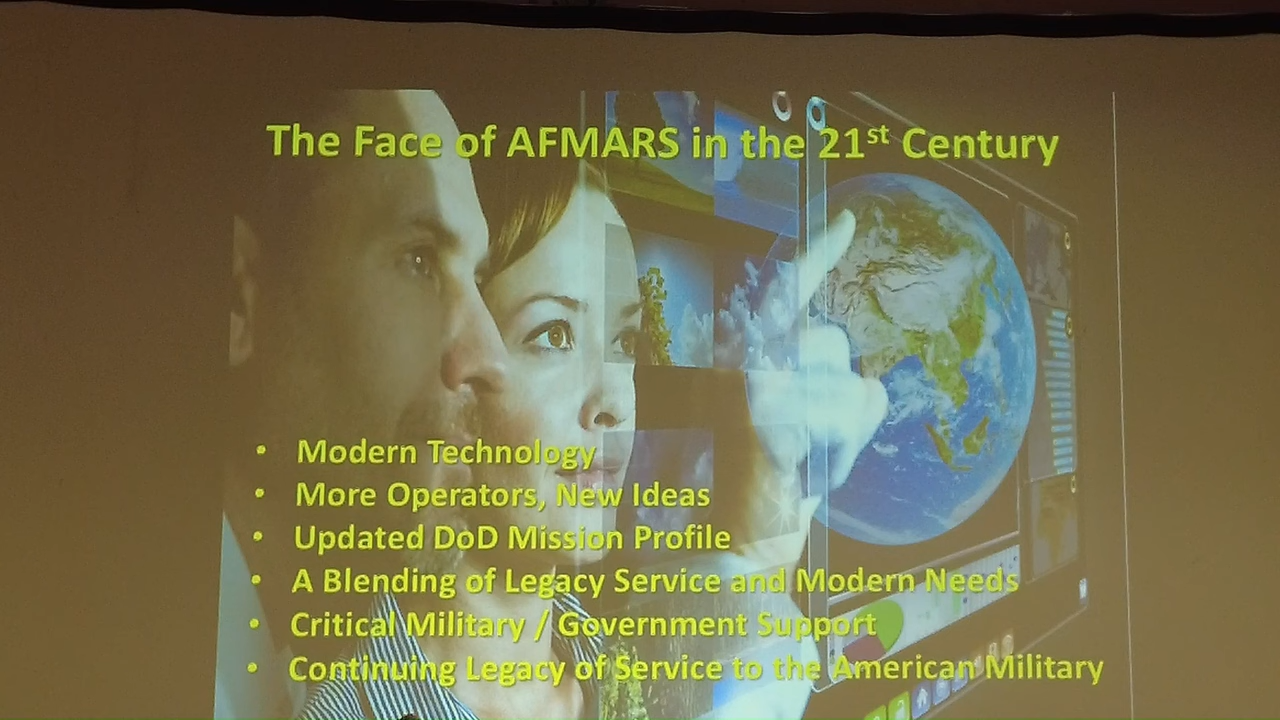 The Face of AFMARS in the 21st Century
• Modern Technology
• More Operators, New Ideas
• Updated DoD Mission Profile
• A Blending of Legacy Service and Modern Needs
• Critical Military / Government Support
• Continuing Legacy of Service to the American Military